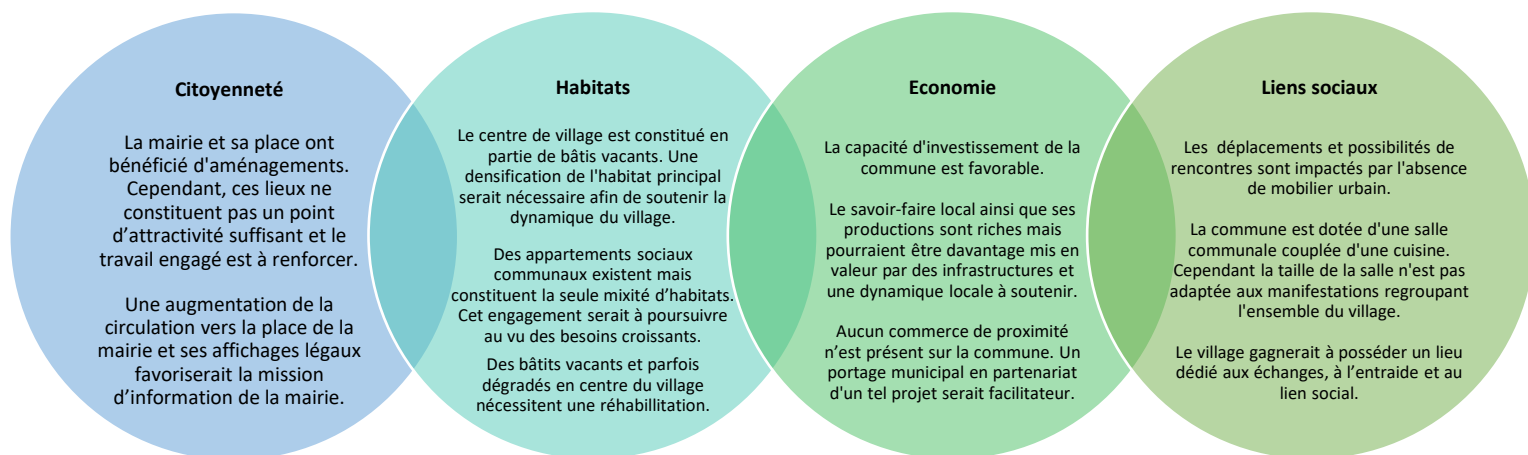 Citoyenneté
La mairie et sa place ont
bénéficié d'aménagements.
Cependant, ces lieux ne
constituent pas un point
d’attractivité suffisant et le
travail engagé est à renforcer.
Une augmentation de la
circulation vers la place de la
mairie et ses affichages légaux
favoriserait la mission
d’information de la mairie.
Habitats
Le centre de village est constitué en
partie de bâtis vacants. Une
densification de l'habitat principal
serait nécessaire afin de soutenir la
dynamique du village.
Des appartements sociaux
communaux existent mais
constituent la seule mixité d’habitats.
Cet engagement serait à poursuivre
au vu des besoins croissants.
Des bâtits vacants et parfois
dégradés en centre du village
nécessitent une réhabillitation.
Economie
La capacité d'investissement de la
commune est favorable.
Le savoir-faire local ainsi que ses
productions sont riches mais
pourraient être davantage mis en
valeur par des infrastructures et
une dynamique locale à soutenir.
Aucun commerce de proximité
n’est présent sur la commune. Un
portage municipal en partenariat
d'un tel projet serait facilitateur.
Liens sociaux
Les déplacements et possibilités de
rencontres sont impactés par l'absence
de mobilier urbain.
La commune est dotée d'une salle
communale couplée d'une cuisine.
Cependant la taille de la salle n'est pas
adaptée aux manifestations regroupant
l'ensemble du village.
Le village gagnerait à posséder un lieu
dédié aux échanges, à l’entraide et au
lien social.